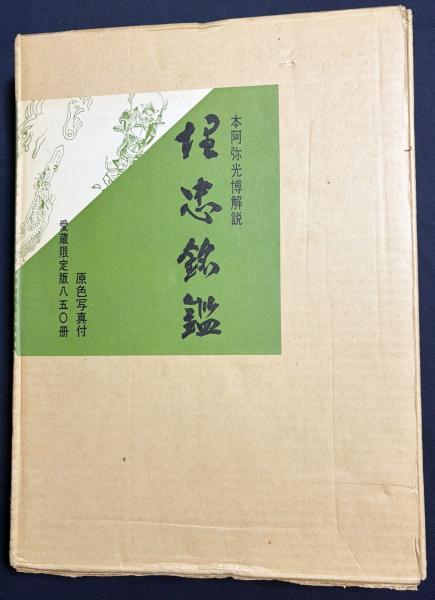 本阿弥光博解説
埋忠銘鑑
原色写真付
愛蔵限定版八五〇冊